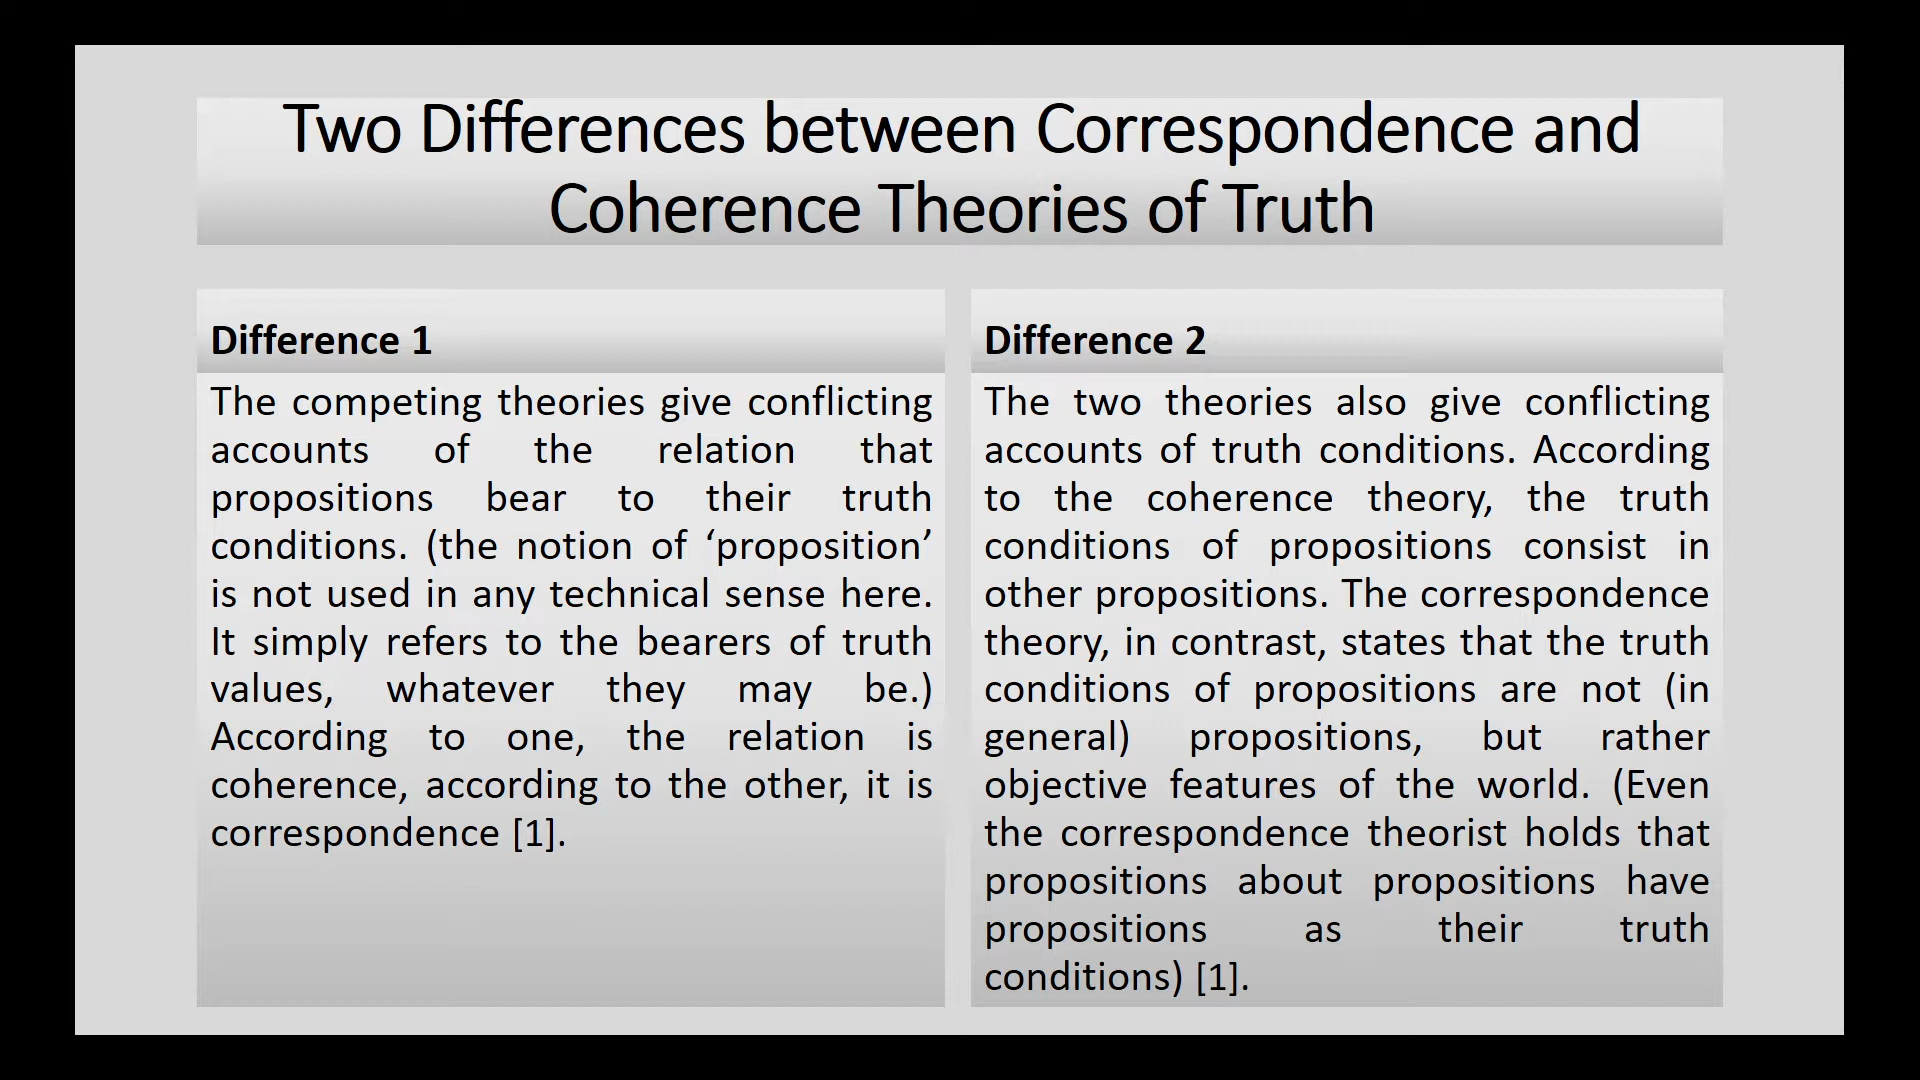 Two Differences between Correspondence and
Coherence Theories of Truth
Difference 1
The competing theories give conflicting
accounts of the relation that
propositions bear to their truth
conditions. (the notion of ‘proposition’
is not used in any technical sense here.
It simply refers to the bearers of truth
values, whatever they may be.)
According to one, the relation is
coherence, according to the other, it is
correspondence [1].
Difference 2
The two theories also give conflicting
accounts of truth conditions. According
to the coherence theory, the truth
conditions of propositions consist in
other propositions. The correspondence
theory, in contrast, states that the truth
conditions of propositions are not (in
general) propositions, but rather
objective features of the world. (Even
the correspondence theorist holds that
propositions about propositions have
propositions as their truth
conditions) [1].